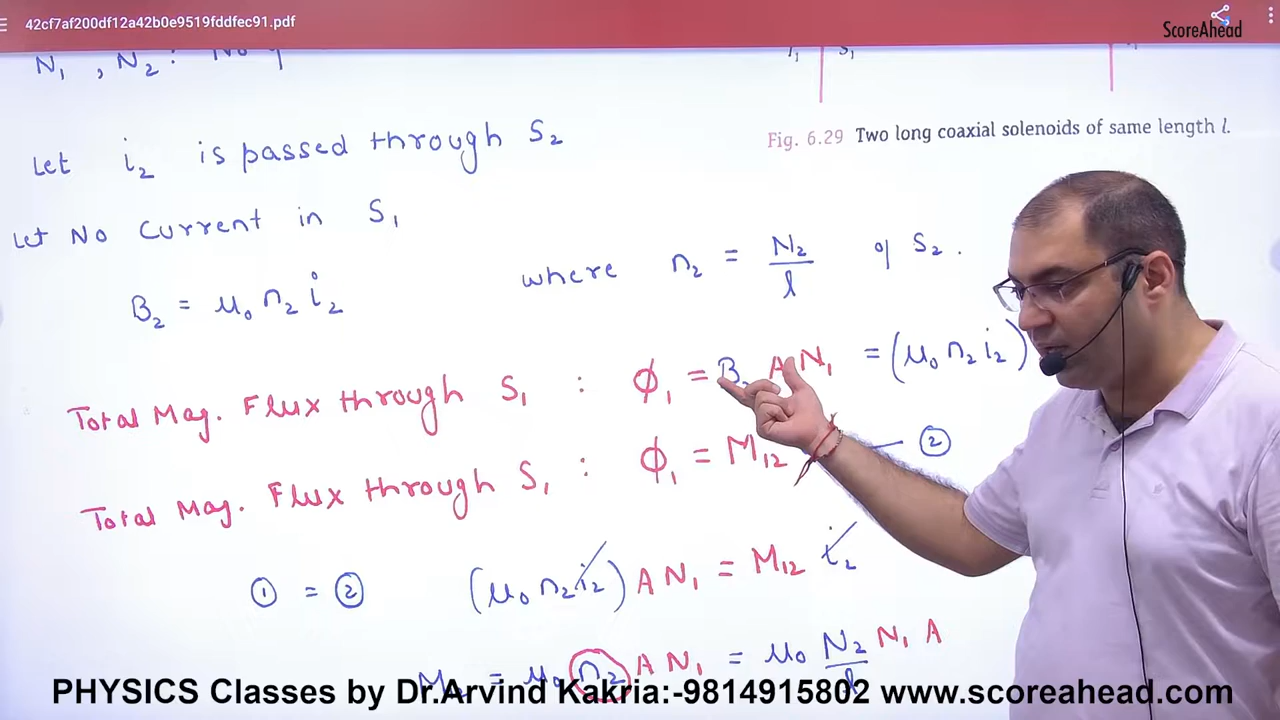 42cf7af200df12a42b0e9519fddfec91.pdf
ScoreAhead
N₁ , N₂ : No
S₁
Fig. 6.29 Two long coaxial solenoids of same length l.
Let i₂ is passed through S₂
Let No Current in S₁
B₂ = μ₀ n₂ i₂ where n₂ = N₂/l of S₂.
Total Mag. Flux through S₁ : ϕ₁ = B₂ A N₁ = (μ₀ n₂ i₂)
Total Mag. Flux through S₁ : ϕ₁ = M₁₂ — ②
① = ② (μ₀ n₂ i₂) A N₁ = M₁₂ i₂
M₁₂ = μ₀ n₂ A N₁ = μ₀ N₂/l N₁ A
PHYSICS Classes by Dr.Arvind Kakria:-9814915802 www.scoreahead.com